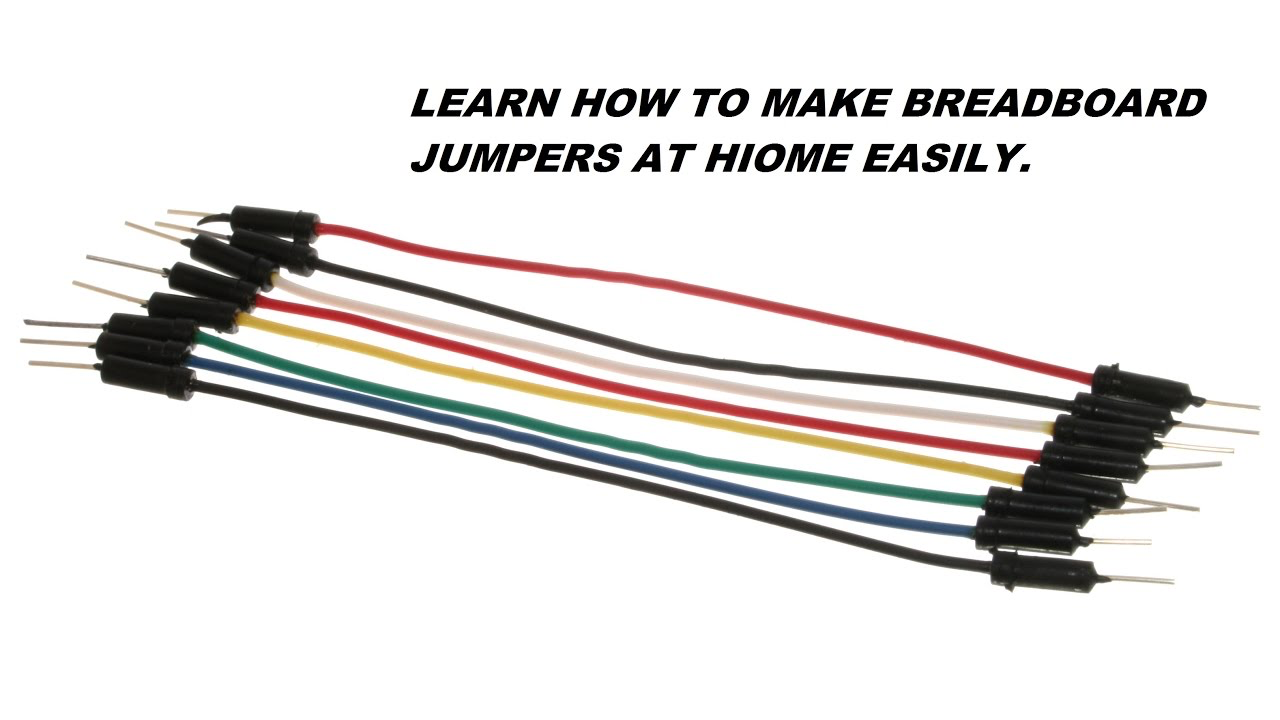 LEARN HOW TO MAKE BREADBOARD
JUMPERS AT HIOME EASILY.